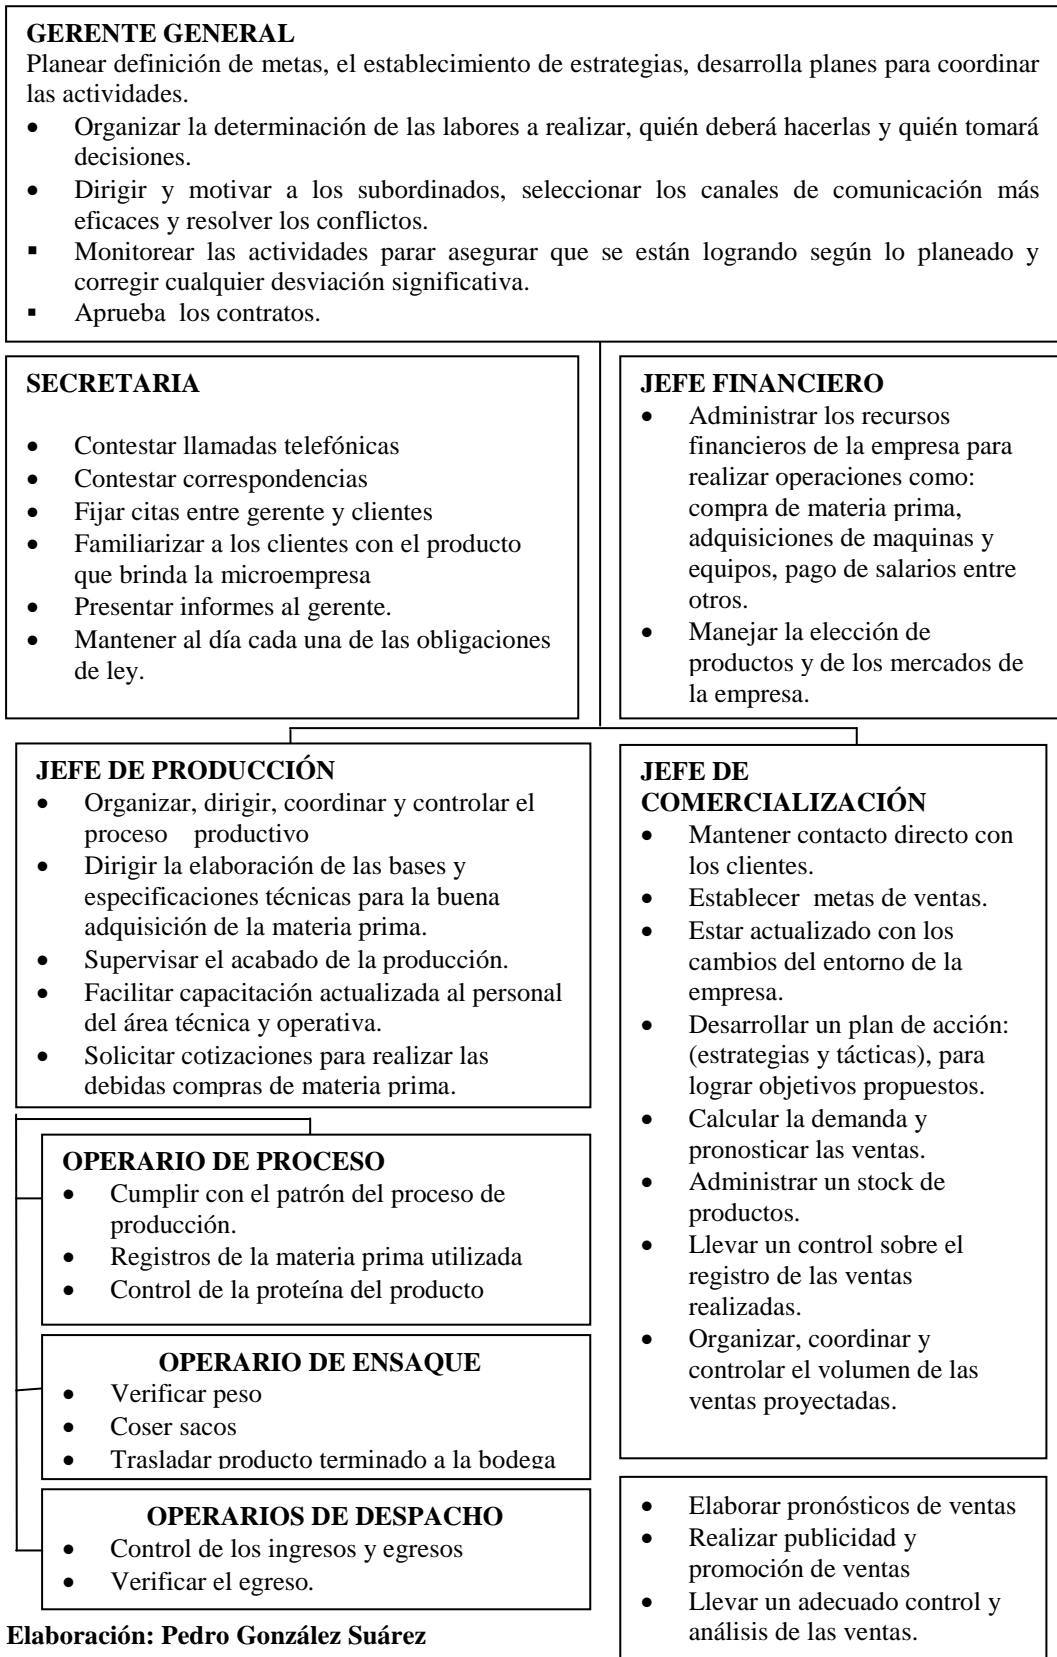 GERENTE GENERAL
Planear definición de metas, el establecimiento de estrategias, desarrolla planes para coordinar
las actividades.
• Organizar la determinación de las labores a realizar, quién deberá hacerlas y quién tomará
decisiones.
• Dirigir y motivar a los subordinados, seleccionar los canales de comunicación más
eficaces y resolver los conflictos.
▪ Monitorear las actividades parar asegurar que se están logrando según lo planeado y
corregir cualquier desviación significativa.
▪ Aprueba los contratos.
SECRETARIA
• Contestar llamadas telefónicas
• Contestar correspondencias
• Fijar citas entre gerente y clientes
• Familiarizar a los clientes con el producto
que brinda la microempresa
• Presentar informes al gerente.
• Mantener al día cada una de las obligaciones
de ley.
JEFE FINANCIERO
• Administrar los recursos
financieros de la empresa para
realizar operaciones como:
compra de materia prima,
adquisiciones de maquinas y
equipos, pago de salarios entre
otros.
• Manejar la elección de
productos y de los mercados de
la empresa.
JEFE DE PRODUCCIÓN
• Organizar, dirigir, coordinar y controlar el
proceso productivo
• Dirigir la elaboración de las bases y
especificaciones técnicas para la buena
adquisición de la materia prima.
• Supervisar el acabado de la producción.
• Facilitar capacitación actualizada al personal
del área técnica y operativa.
• Solicitar cotizaciones para realizar las
debidas compras de materia prima.
JEFE DE
COMERCIALIZACIÓN
• Mantener contacto directo con
los clientes.
• Establecer metas de ventas.
• Estar actualizado con los
cambios del entorno de la
empresa.
• Desarrollar un plan de acción:
(estrategias y tácticas), para
lograr objetivos propuestos.
• Calcular la demanda y
pronosticar las ventas.
• Administrar un stock de
productos.
• Llevar un control sobre el
registro de las ventas
realizadas.
• Organizar, coordinar y
controlar el volumen de las
ventas proyectadas.
OPERARIO DE PROCESO
• Cumplir con el patrón del proceso de
producción.
• Registros de la materia prima utilizada
• Control de la proteína del producto
OPERARIO DE ENSAQUE
• Verificar peso
• Coser sacos
• Trasladar producto terminado a la bodega
OPERARIOS DE DESPACHO
• Control de los ingresos y egresos
• Verificar el egreso.
• Elaborar pronósticos de ventas
• Realizar publicidad y
promoción de ventas
• Llevar un adecuado control y
análisis de las ventas.
Elaboración: Pedro González Suárez